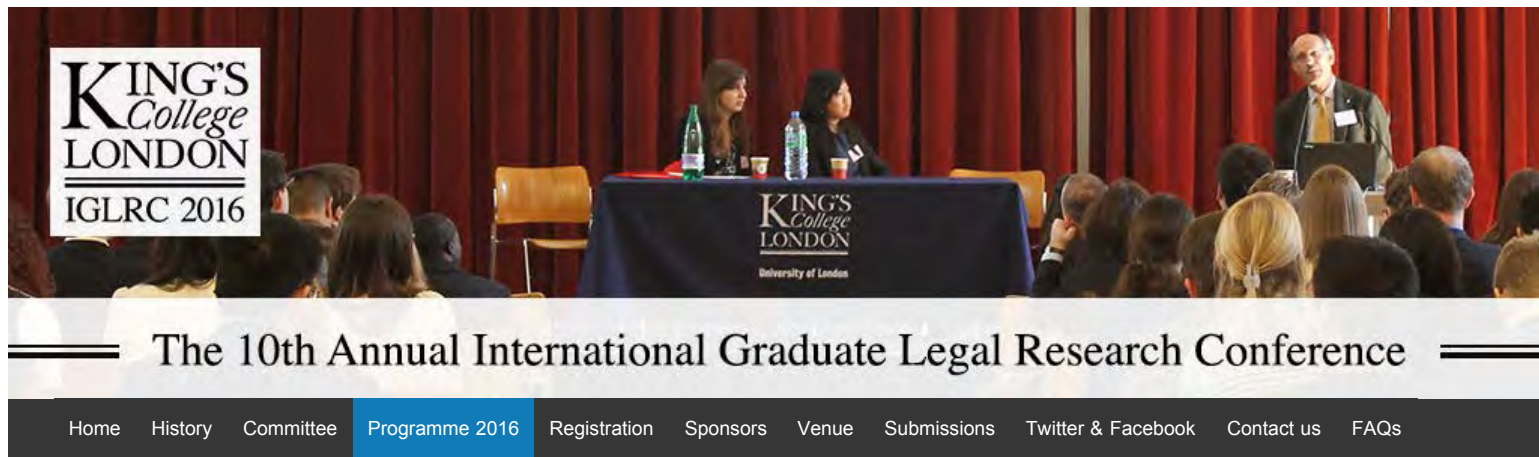 KING'S
College
LONDON
IGLRC 2016
KING'S
College
LONDON
University of London
The 10th Annual International Graduate Legal Research Conference
Home History Committee Programme 2016 Registration Sponsors Venue Submissions Twitter & Facebook Contact us FAQs